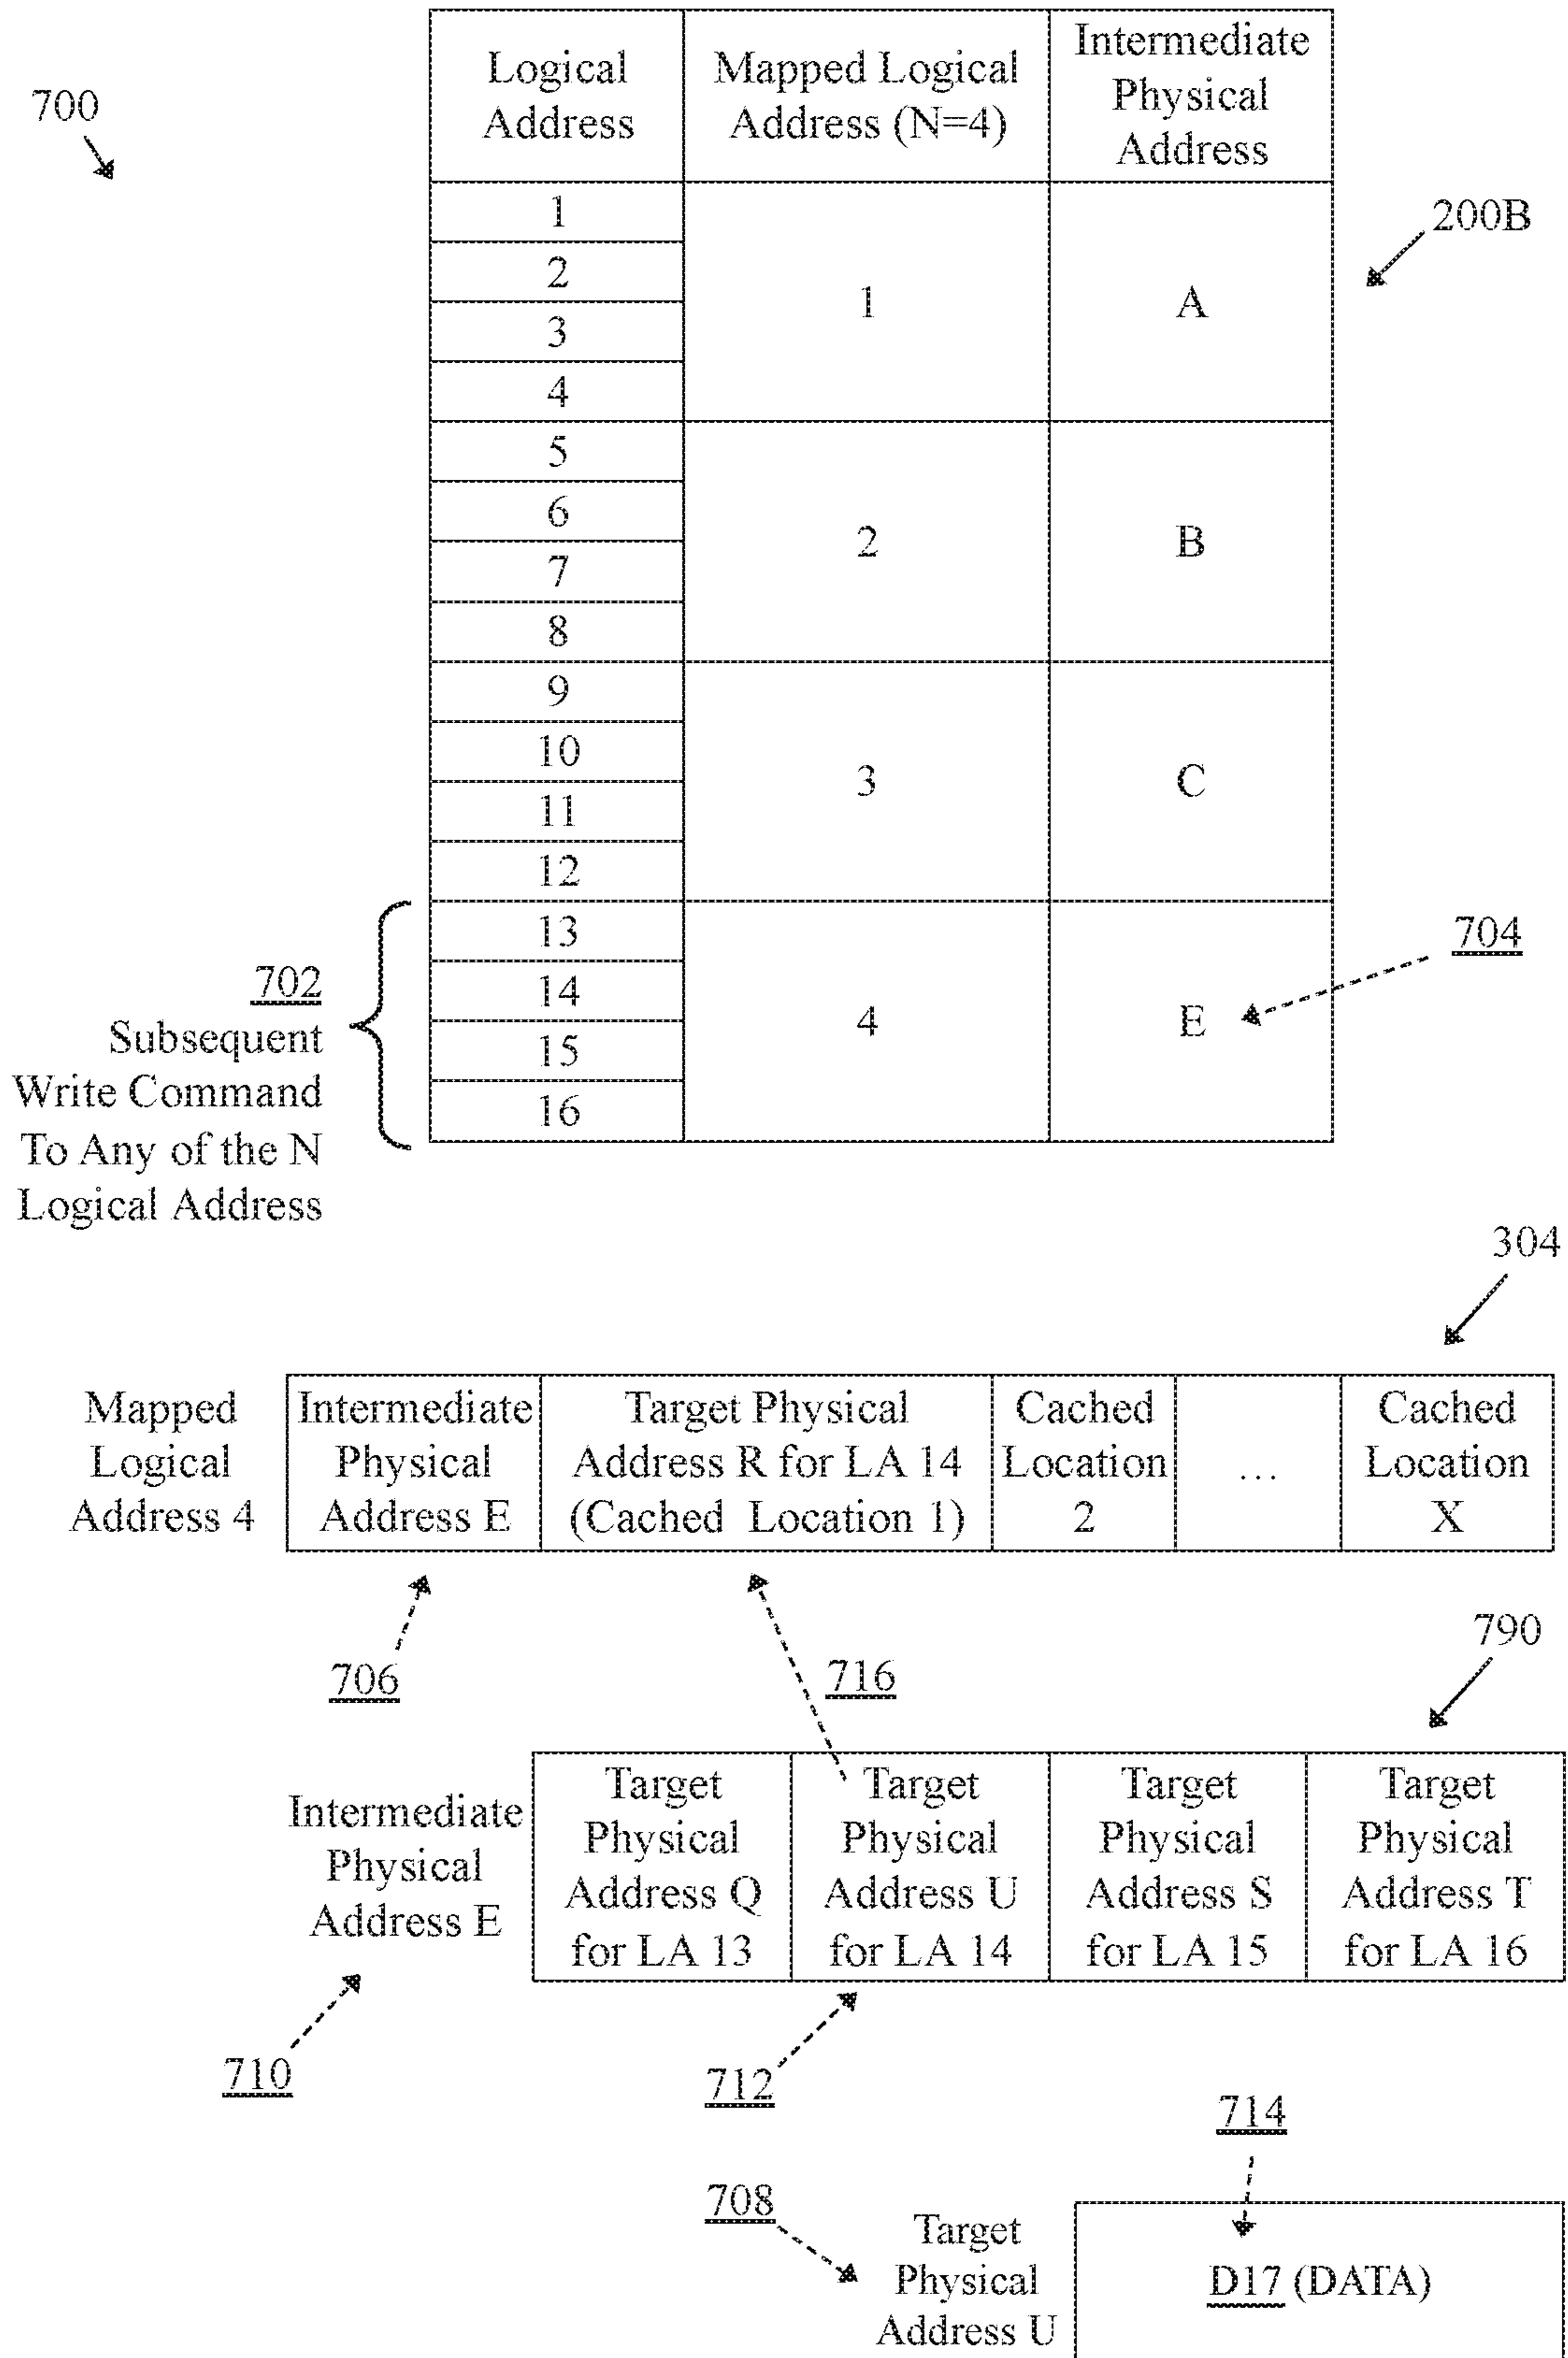 700
Logical
Address
Mapped Logical
Address (N=4)
Intermediate
Physical
Address
200B
1
2
3
4
1
A
5
6
7
8
2
B
9
10
11
12
3
C
13
14
15
16
4
E
704
702
Subsequent
Write Command
To Any of the N
Logical Address
304
Mapped
Logical
Address 4
Intermediate
Physical
Address E
Target Physical
Address R for LA 14
(Cached Location 1)
Cached
Location
2
...
Cached
Location
X
706
716
790
Intermediate
Physical
Address E
Target
Physical
Address Q
for LA 13
Target
Physical
Address U
for LA 14
Target
Physical
Address S
for LA 15
Target
Physical
Address T
for LA 16
710
712
714
708
Target
Physical
Address U
D17 (DATA)